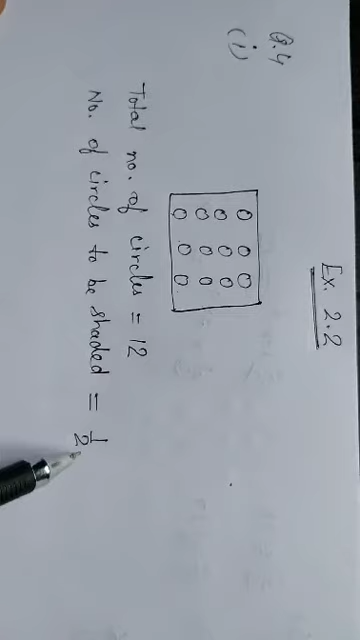 Ex. 2.2
Q.4
(i)
Total no. of circles = 12
No. of circles to be shaded = 1/2